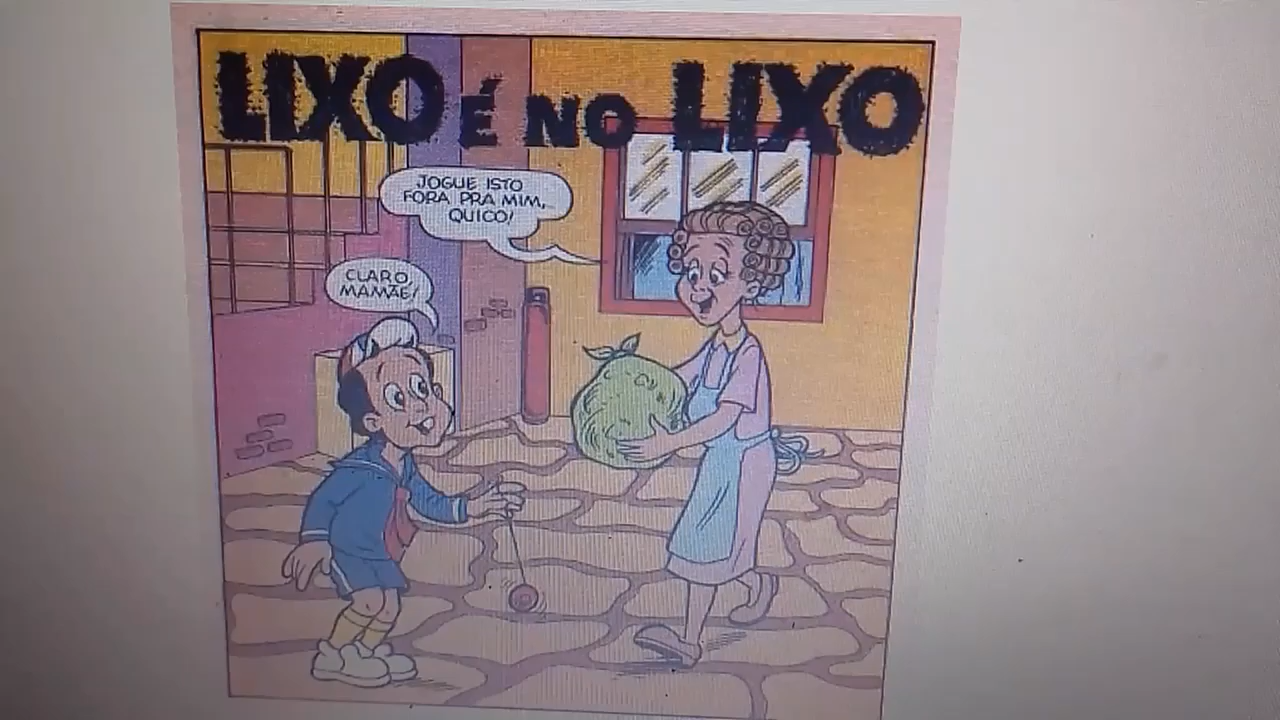 LIXO É NO LIXO
JOGUE ISTO
FORA PRA MIM,
QUICO!
CLARO
MAMÃE!